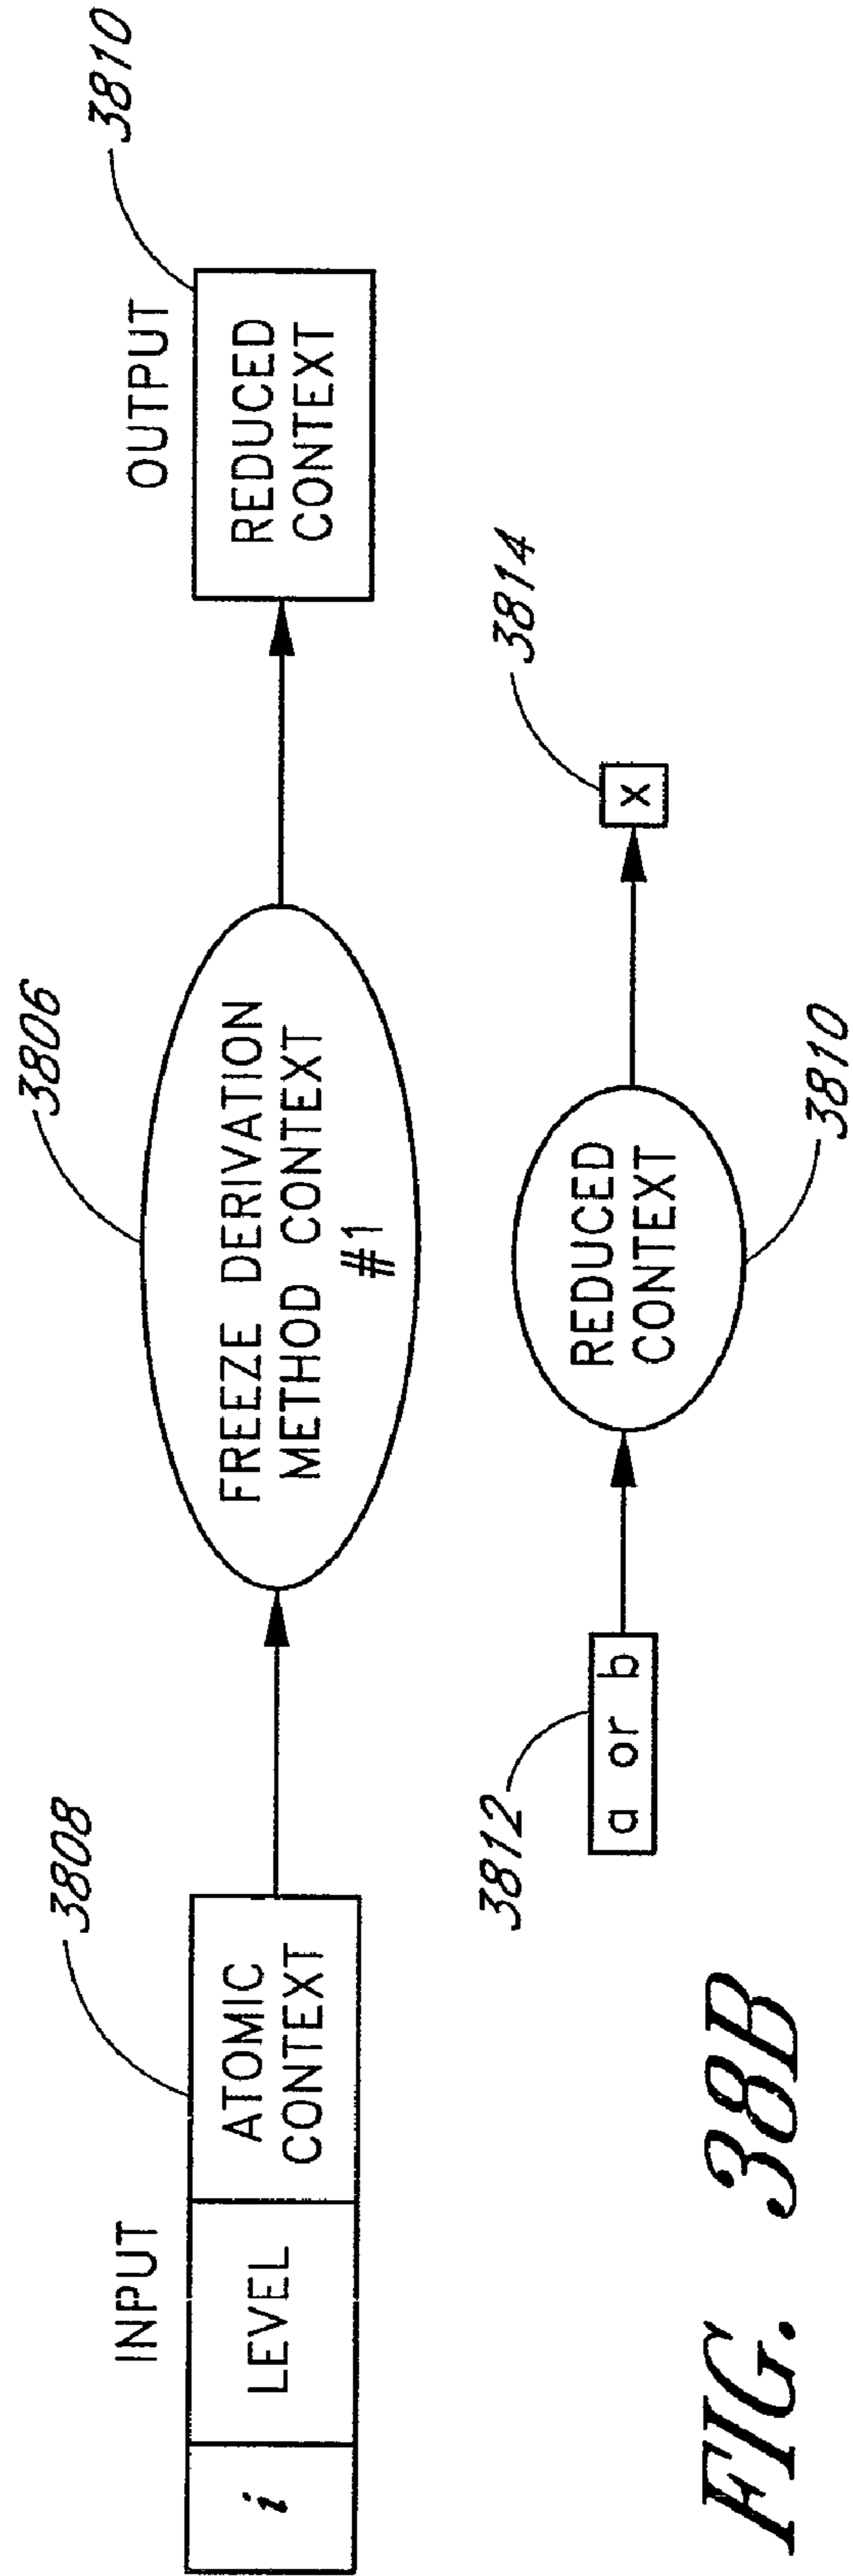 INPUT
i
LEVEL
ATOMIC
CONTEXT
3808
FREEZE DERIVATION
METHOD CONTEXT
#1
3806
OUTPUT
REDUCED
CONTEXT
3810
a or b
3812
REDUCED
CONTEXT
3810
x
3814
FIG. 38B